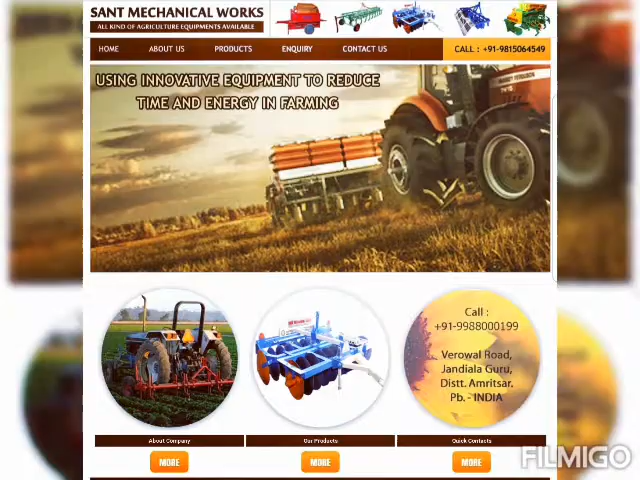 SANT MECHANICAL WORKS
ALL KIND OF AGRICULTURE EQUIPMENTS AVAILABLE
HOME ABOUT US PRODUCTS ENQUIRY CONTACT US CALL : +91-9815064549
USING INNOVATIVE EQUIPMENT TO REDUCE
TIME AND ENERGY IN FARMING
Call :
+91-9988000199
Verowal Road,
Jandiala Guru,
Distt. Amritsar.
Pb. - INDIA
About Company Our Products Quick Contacts
MORE MORE MORE
FILMIGO